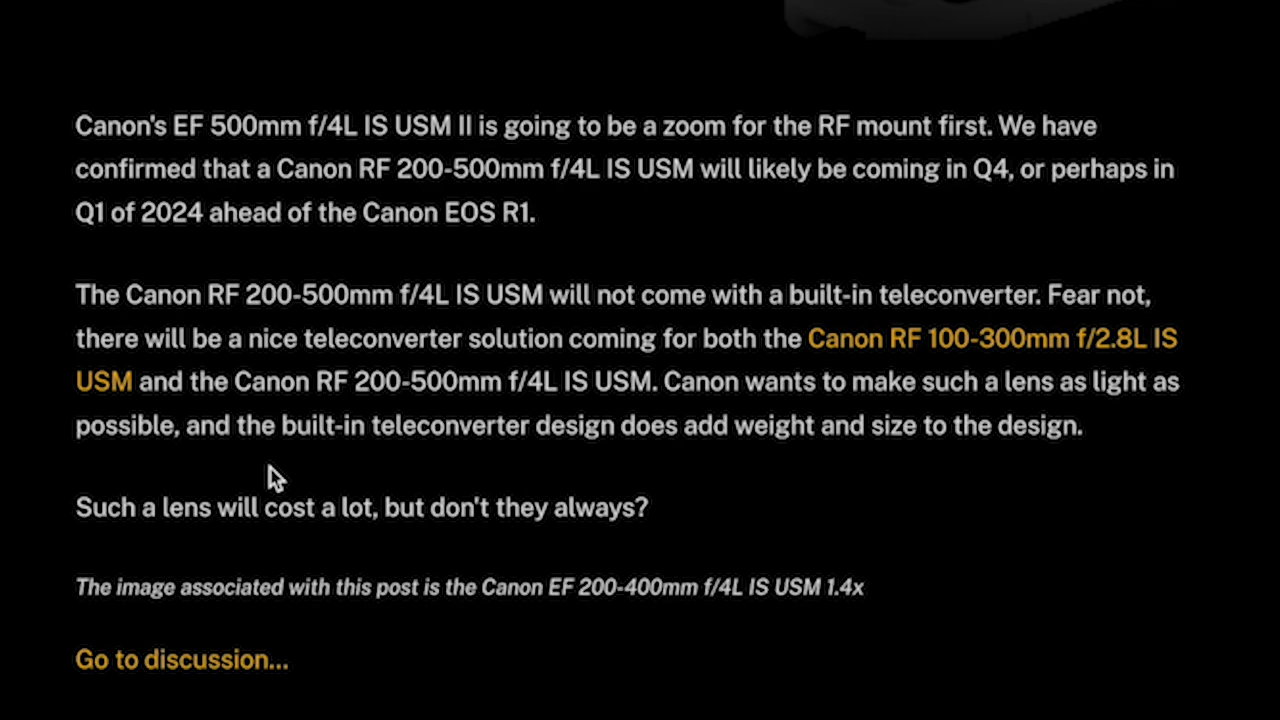 Canon's EF 500mm f/4L IS USM II is going to be a zoom for the RF mount first. We have
confirmed that a Canon RF 200-500mm f/4L IS USM will likely be coming in Q4, or perhaps in
Q1 of 2024 ahead of the Canon EOS R1.
The Canon RF 200-500mm f/4L IS USM will not come with a built-in teleconverter. Fear not,
there will be a nice teleconverter solution coming for both the Canon RF 100-300mm f/2.8L IS
USM and the Canon RF 200-500mm f/4L IS USM. Canon wants to make such a lens as light as
possible, and the built-in teleconverter design does add weight and size to the design.
Such a lens will cost a lot, but don't they always?
The image associated with this post is the Canon EF 200-400mm f/4L IS USM 1.4x
Go to discussion...